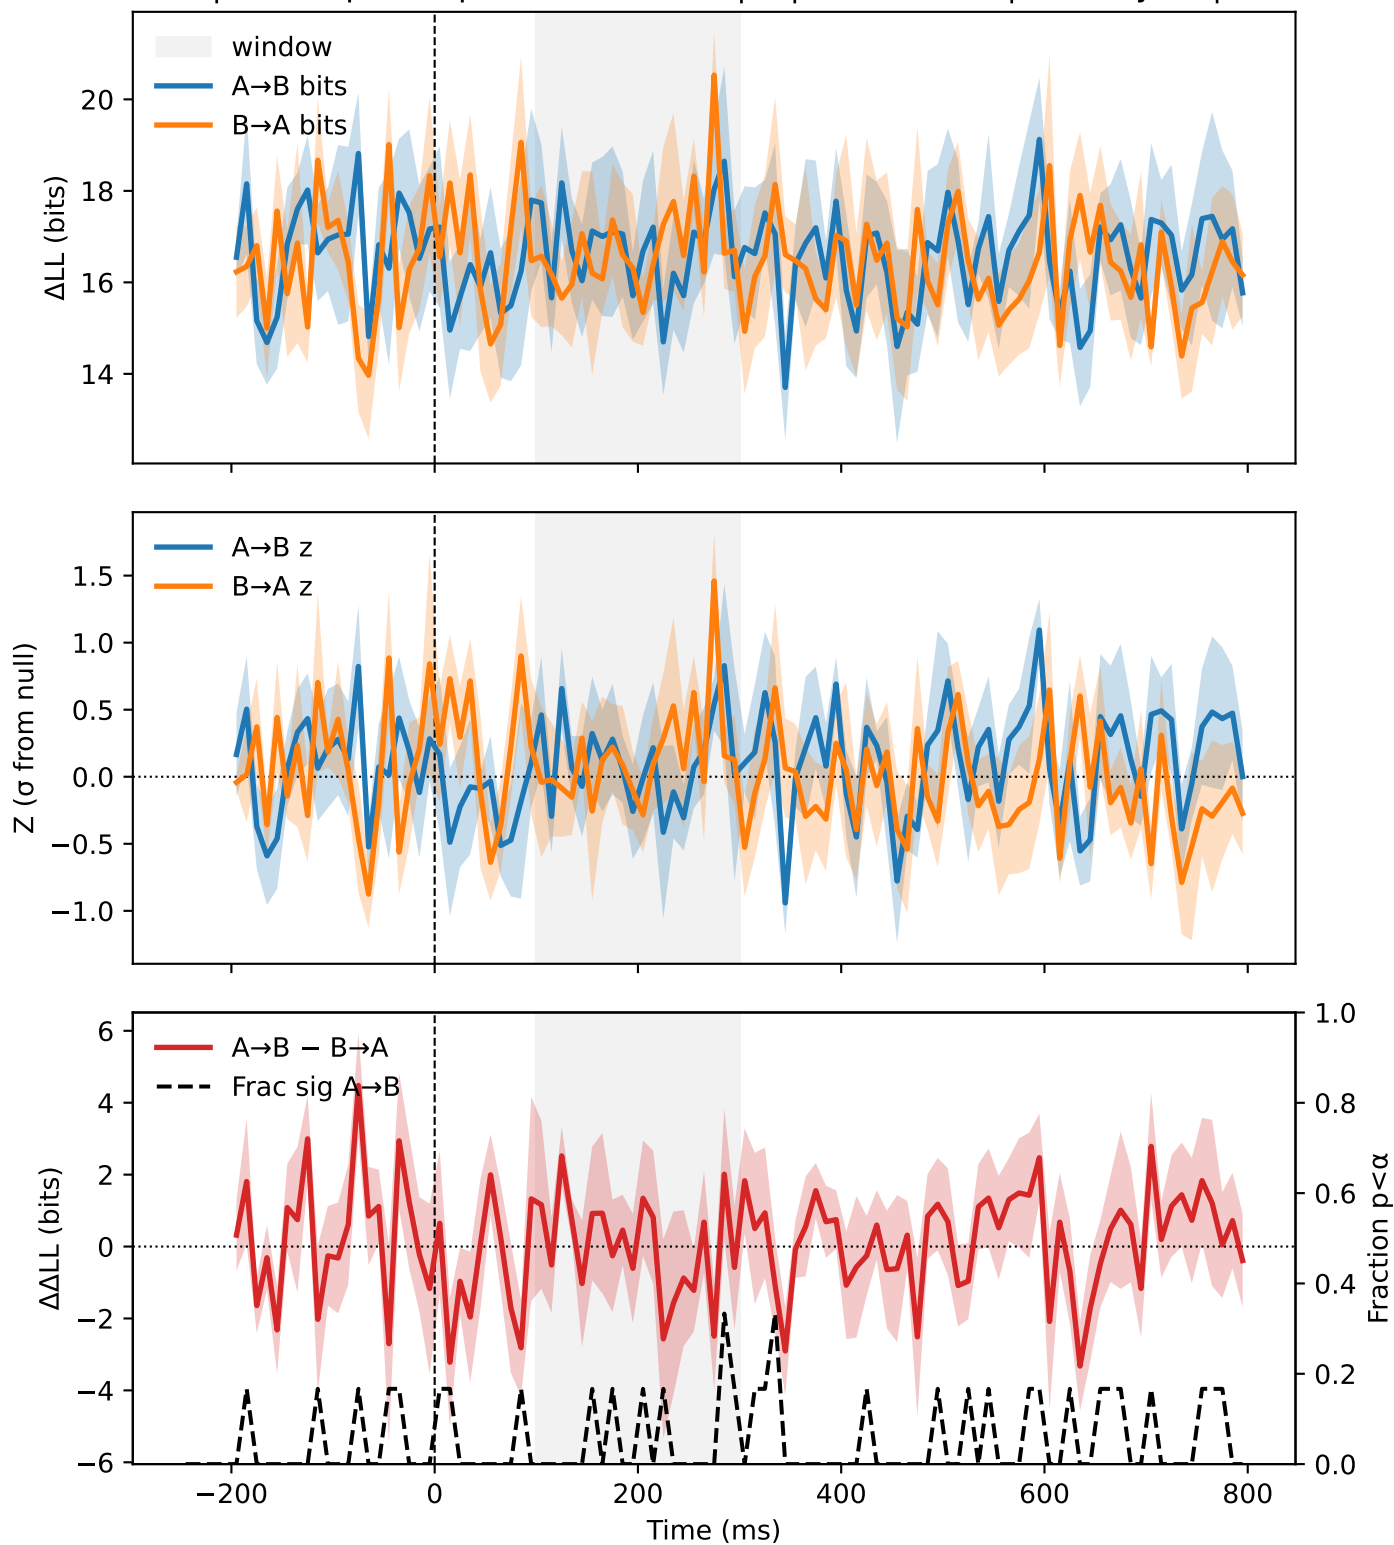 window
A→B bits
B→A bits
ΔLL (bits)
20
18
16
14
A→B z
B→A z
Z (σ from null)
1.5
1.0
0.5
0.0
−0.5
−1.0
A→B − B→A
Frac sig A→B
ΔΔLL (bits)
6
4
2
0
−2
−4
−6
1.0
0.8
0.6
0.4
0.2
0.0
Fraction p<α
−200
0
200
400
600
800
Time (ms)